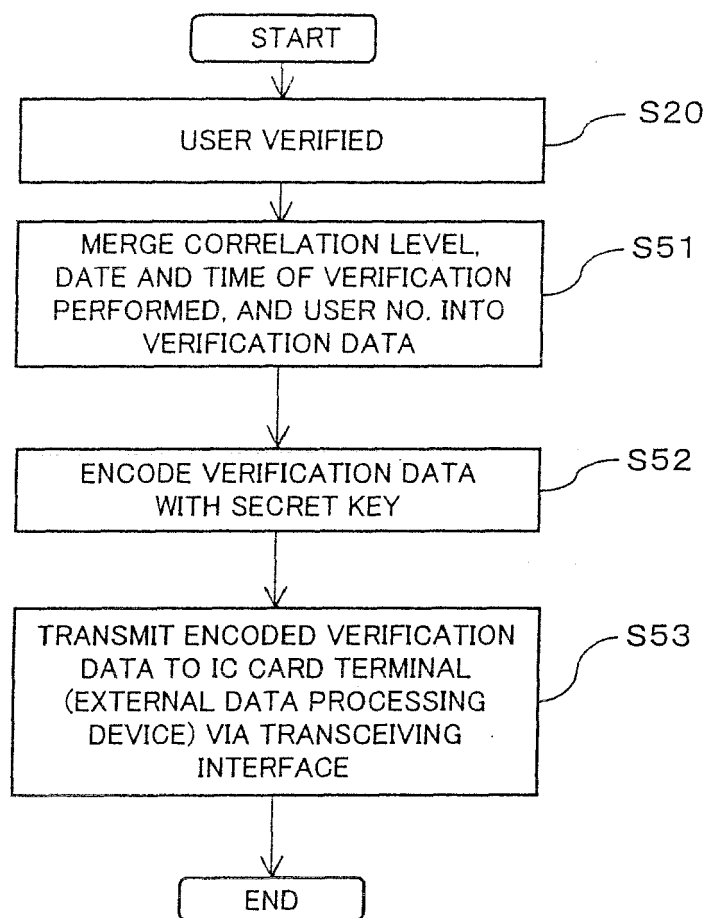 START
USER VERIFIED
S20
MERGE CORRELATION LEVEL,
DATE AND TIME OF VERIFICATION
PERFORMED, AND USER NO. INTO
VERIFICATION DATA
S51
ENCODE VERIFICATION DATA
WITH SECRET KEY
S52
TRANSMIT ENCODED VERIFICATION
DATA TO IC CARD TERMINAL
(EXTERNAL DATA PROCESSING
DEVICE) VIA TRANSCEIVING
INTERFACE
S53
END